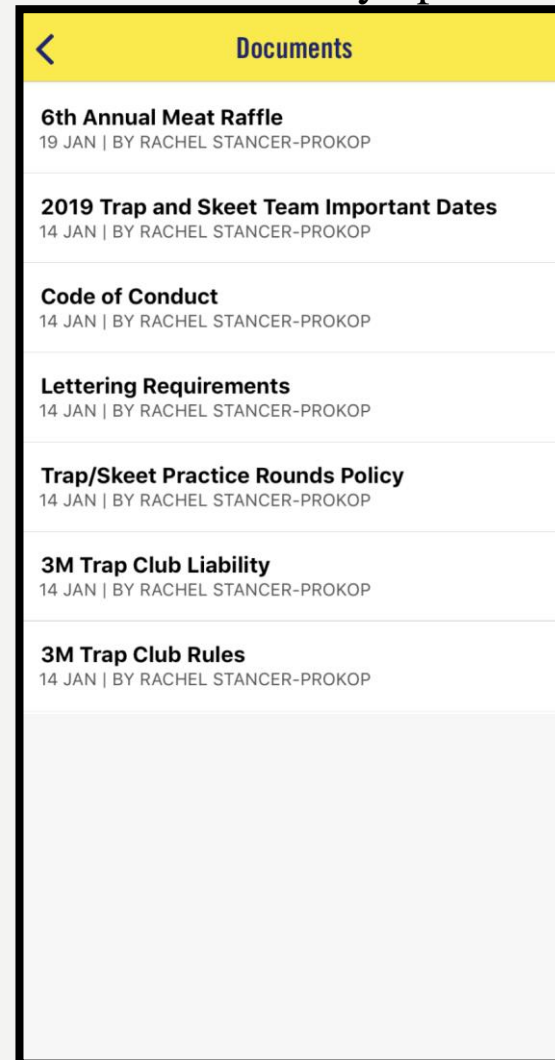 Documents
6th Annual Meat Raffle
19 JAN | BY RACHEL STANCER-PROKOP
2019 Trap and Skeet Team Important Dates
14 JAN | BY RACHEL STANCER-PROKOP
Code of Conduct
14 JAN | BY RACHEL STANCER-PROKOP
Lettering Requirements
14 JAN | BY RACHEL STANCER-PROKOP
Trap/Skeet Practice Rounds Policy
14 JAN | BY RACHEL STANCER-PROKOP
3M Trap Club Liability
14 JAN | BY RACHEL STANCER-PROKOP
3M Trap Club Rules
14 JAN | BY RACHEL STANCER-PROKOP